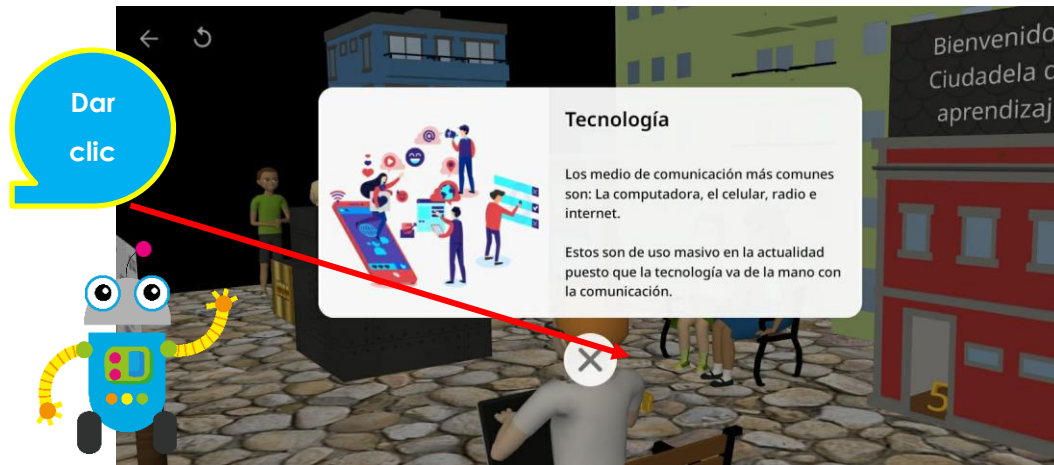 Dar
clic
Tecnología
Los medio de comunicación más comunes
son: La computadora, el celular, radio e
internet.
Estos son de uso masivo en la actualidad
puesto que la tecnología va de la mano con
la comunicación.
Bienvenido
Ciudadela
aprendizaj
5